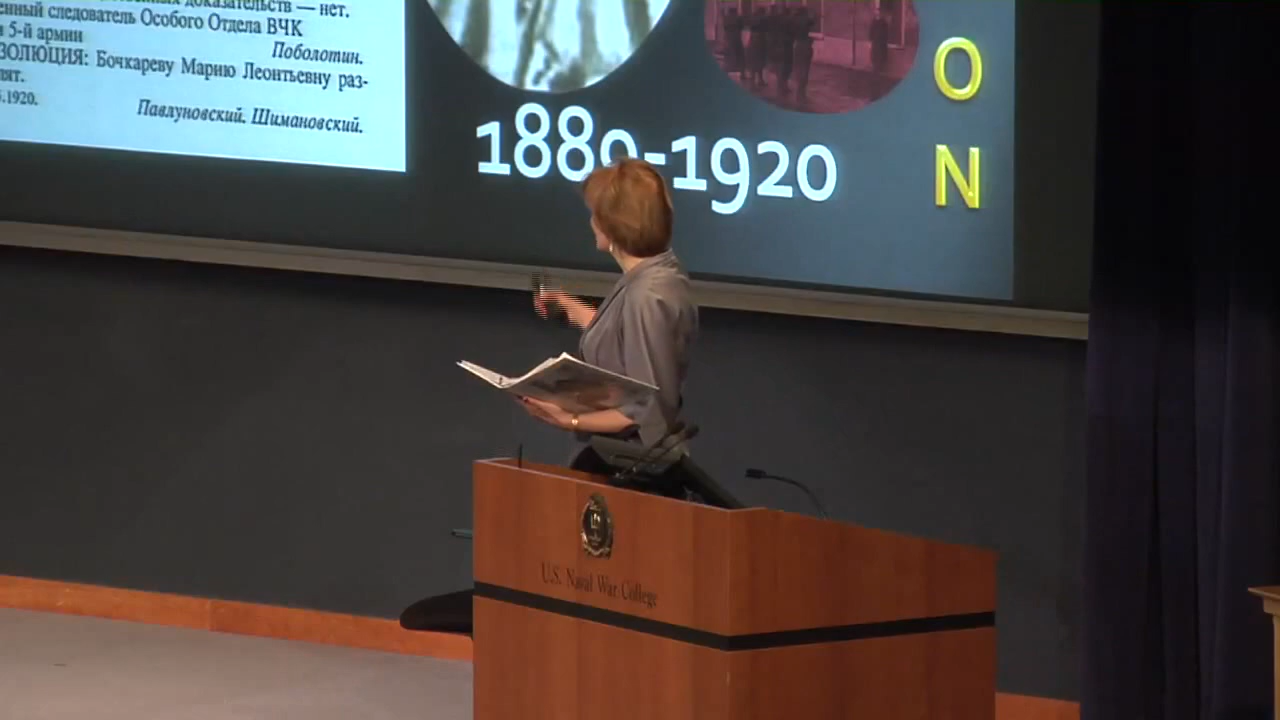 доказательств — нет.
енный следователь Особого Отдела ВЧК
5-й армии
Поболотин.
ЗОЛЮЦИЯ: Бочкареву Марию Леонтьевну раз-
.1920.
Павлуновский. Шимановский.
1889-1920
O
N
U.S. Naval War College